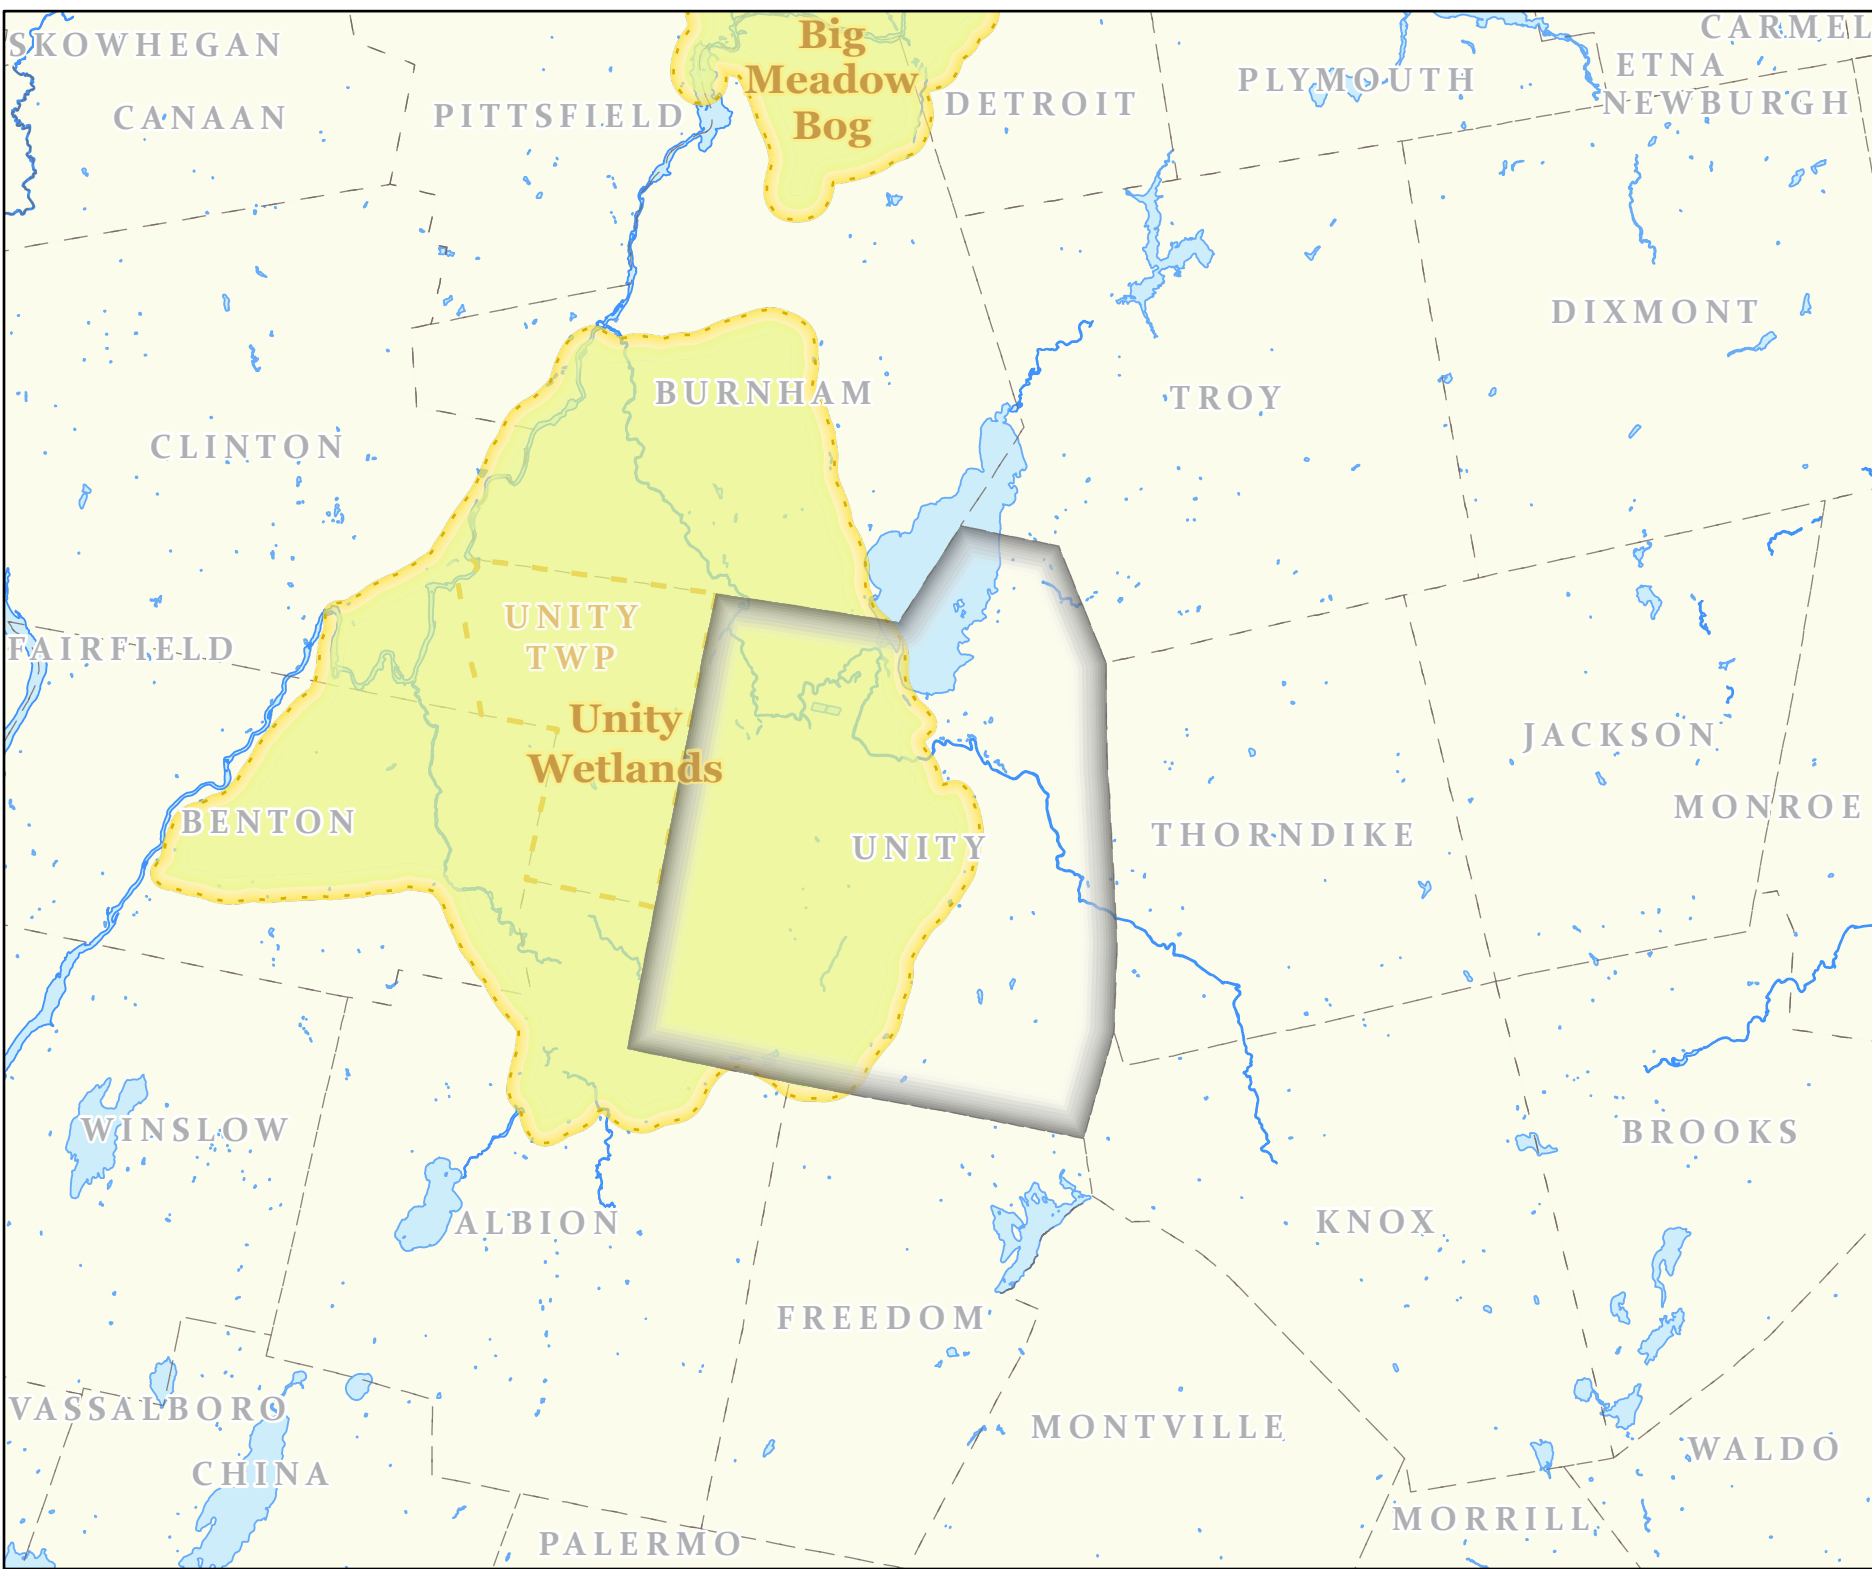 Big
Meadow
Bog
CARMEL
SKOWHEGAN
ETNA
PLYMOUTH
NEWBURGH
DETROIT
CANAAN
PITTSFIELD
DIXMONT
BURNHAM
TROY
CLINTON
UNITY
TWP
FAIRFIELD
Unity
Wetlands
JACKSON
MONROE
BENTON
THORNDIKE
UNITY
WINSLOW
BROOKS
ALBION
KNOX
FREEDOM
VASSALBORO
MONTVILLE
WALDO
CHINA
MORRILL
PALERMO